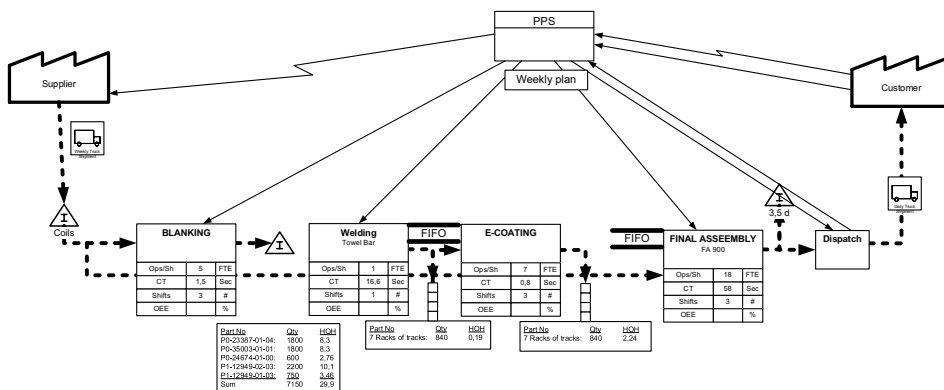 PPS
Supplier
Weekly plan
Customer
Weekly Truck
Shipment
Daily Truck
Shipment
I
Coils
I
I
3,5 d
BLANKING
Ops/Sh 5 FTE
CT 1,5 Sec
Shifts 3 #
OEE %
Welding
Towel Bar
Ops/Sh 1 FTE
CT 16,6 Sec
Shifts 1 #
OEE %
FIFO
E-COATING
Ops/Sh 7 FTE
CT 0,8 Sec
Shifts 3 #
OEE %
FIFO
FINAL ASSEEMBLY
FA 900
Ops/Sh 18 FTE
CT 58 Sec
Shifts 3 #
OEE %
Dispatch
Part No Qty HOH
P0-23387-01-04: 1800 8,3
P0-35003-01-01: 1800 8,3
P0-24674-01-00: 600 2,76
P1-12949-02-03: 2200 10,1
P1-12949-01-03: 750 3,46
Sum 7150 29,9
Part No Qty HOH
7 Racks of tracks: 840 0,19
Part No Qty HOH
7 Racks of tracks: 840 2,24